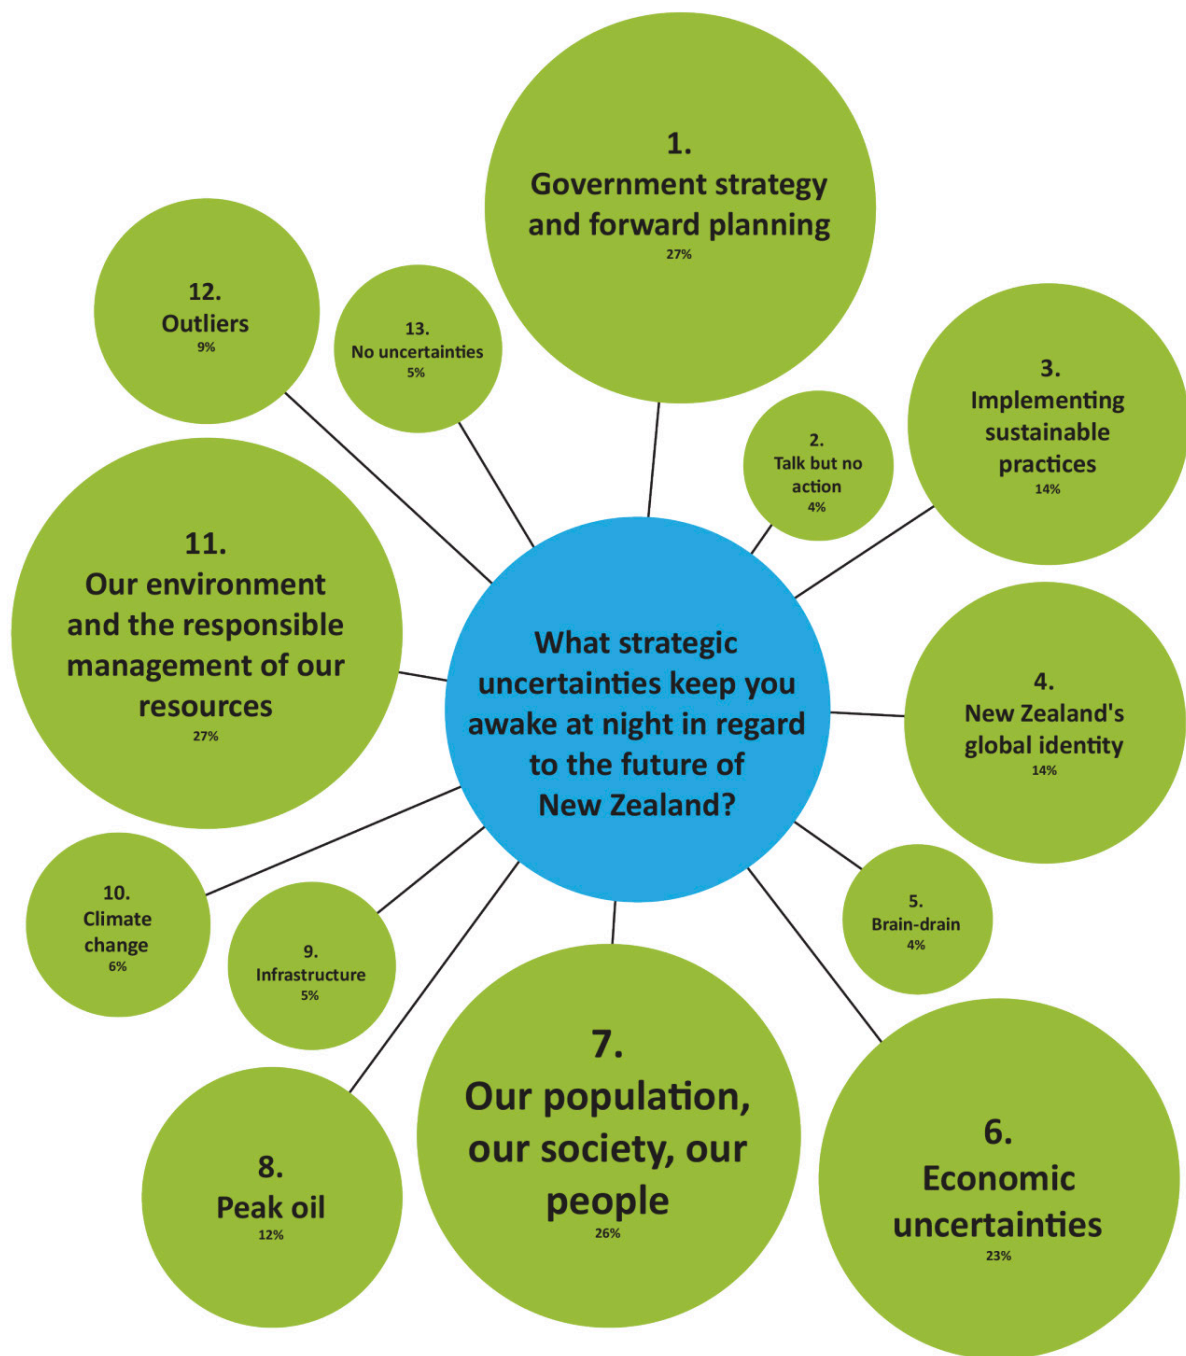 1.
Government strategy
and forward planning
27%
2.
Talk but no
action
4%
3.
Implementing
sustainable
practices
14%
4.
New Zealand's
global identity
14%
5.
Brain-drain
4%
6.
Economic
uncertainties
23%
7.
Our population,
our society, our
people
26%
8.
Peak oil
12%
9.
Infrastructure
5%
10.
Climate
change
6%
11.
Our environment
and the responsible
management of our
resources
27%
12.
Outliers
9%
13.
No uncertainties
5%
What strategic
uncertainties keep you
awake at night in regard
to the future of
New Zealand?